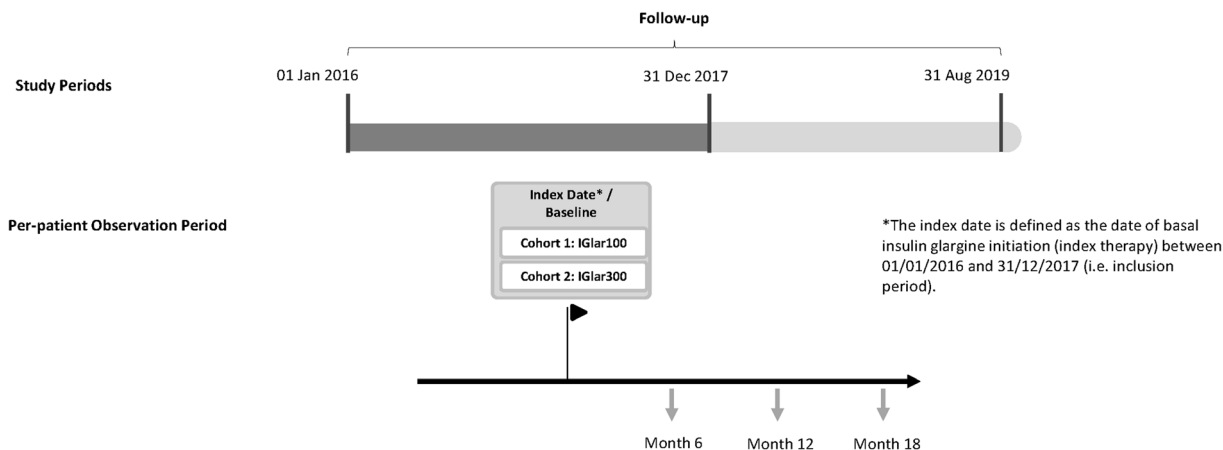 Follow-up
01 Jan 2016
31 Dec 2017
31 Aug 2019
Study Periods
Index Date* /
Baseline
Cohort 1: IGlar100
Cohort 2: IGlar300
Per-patient Observation Period
*The index date is defined as the date of basal
insulin glargine initiation (index therapy) between
01/01/2016 and 31/12/2017 (i.e. inclusion
period).
Month 6
Month 12
Month 18